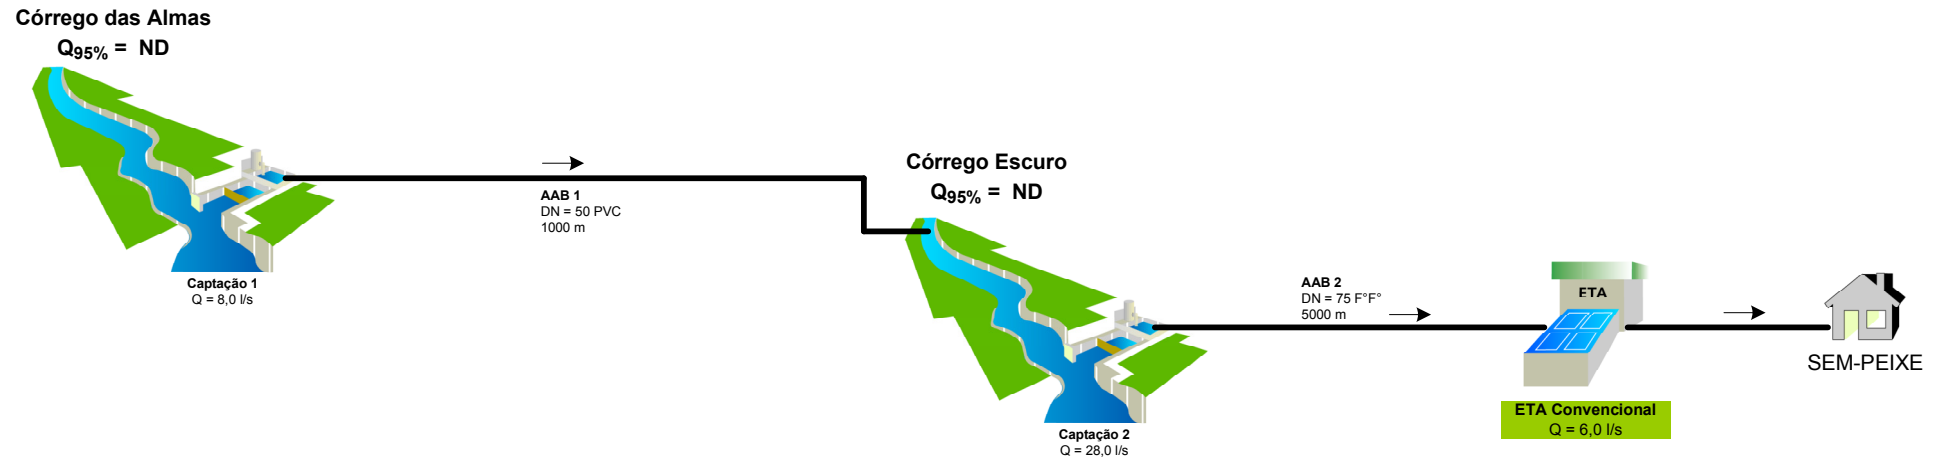 Córrego das Almas
Q95% = ND
Captação 1
Q = 8,0 l/s
AAB 1
DN = 50 PVC
1000 m
Córrego Escuro
Q95% = ND
Captação 2
Q = 28,0 l/s
AAB 2
DN = 75 F°F°
5000 m
ETA
ETA Convencional
Q = 6,0 l/s
SEM-PEIXE